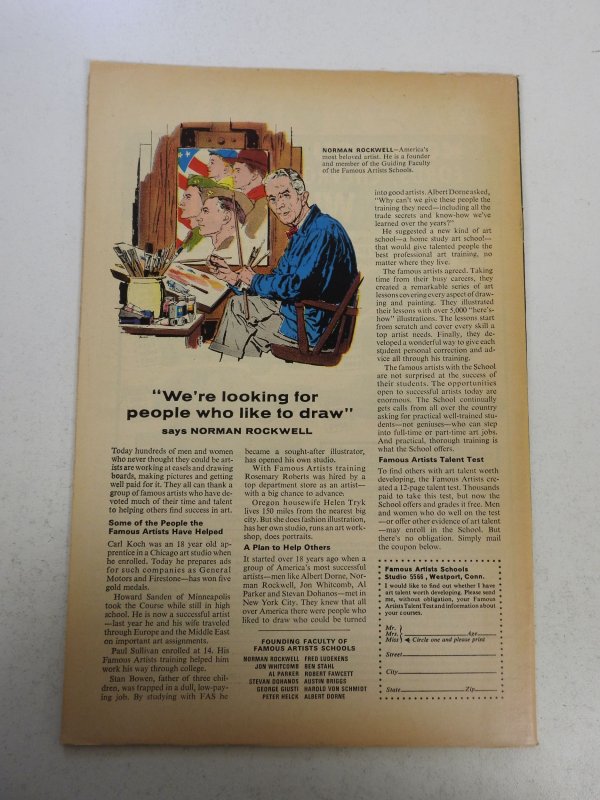 NORMAN ROCKWELL—America's
most beloved artist. He is a founder
and member of the Guiding Faculty
of the Famous Artists Schools.
"We're looking for
people who like to draw"
says NORMAN ROCKWELL
Today hundreds of men and women
who never thought they could be art-
ists are working at easels and drawing
boards, making pictures and getting
well paid for it. They all can thank a
group of famous artists who have de-
voted much of their time and talent
to helping others find success in art.
Some of the People the
Famous Artists Have Helped
Carl Koch was an 18 year old ap-
prentice in a Chicago art studio when
he enrolled. Today he prepares ads
for such companies as General
Motors and Firestone—has won five
gold medals.
Howard Sanden of Minneapolis
took the Course while still in high
school. He is now a successful artist
—last year he and his wife traveled
through Europe and the Middle East
on important art assignments.
Paul Sullivan enrolled at 14. His
Famous Artists training helped him
work his way through college.
Stan Bowen, father of three chil-
dren, was trapped in a dull, low-pay-
ing job. By studying with FAS he
became a sought-after illustrator,
has opened his own studio.
With Famous Artists training
Rosemary Roberts was hired by a
top department store as an artist—
with a big chance to advance.
Oregon housewife Helen Tryk
lives 150 miles from the nearest big
city. But she does fashion illustration,
has her own studio, runs an art work-
shop, does portraits.
A Plan to Help Others
It started over 18 years ago when a
group of America's most successful
artists—men like Albert Dorne, Nor-
man Rockwell, Jon Whitcomb, Al
Parker and Stevan Dohanos—met in
New York City. They knew that all
over America there were people who
liked to draw who could be turned
FOUNDING FACULTY OF
FAMOUS ARTISTS SCHOOLS
NORMAN ROCKWELL FRED LUDEKENS
JON WHITCOMB BEN STAHL
AL PARKER ROBERT FAWCETT
STEVAN DOHANOS AUSTIN BRIGGS
GEORGE GIUSTI HAROLD VON SCHMIDT
PETER HELCK ALBERT DORNE
into good artists. Albert Dorne asked,
"Why can't we give these people the
training they need—including all the
trade secrets and know-how we've
learned over the years?"
He suggested a new kind of art
school—a home study art school—
that would give talented people the
best professional art training, no
matter where they live.
The famous artists agreed. Taking
time from their busy careers, they
created a remarkable series of art
lessons covering every aspect of draw-
ing and painting. They illustrated
their lessons with over 5,000 "here's-
how" illustrations. The lessons start
from scratch and cover every skill a
top artist needs. Finally, they de-
veloped a wonderful way to give each
student personal correction and ad-
vice all through his training.
The famous artists with the School
are not surprised at the success of
their students. The opportunities
open to successful artists today are
enormous. The School continually
gets calls from all over the country
asking for practical well-trained stu-
dents—not geniuses—who can step
into full-time or part-time art jobs.
And practical, thorough training is
what the School offers.
Famous Artists Talent Test
To find others with art talent worth
developing, the Famous Artists cre-
ated a 12-page talent test. Thousands
paid to take this test, but now the
School offers and grades it free. Men
and women who do well on the test
—or offer other evidence of art talent
—may enroll in the School. But
there's no obligation. Simply mail
the coupon below.
Famous Artists Schools
Studio 5566, Westport, Conn.
I would like to find out whether I have
art talent worth developing. Please send
me, without obligation, your Famous
Artists Talent Test and information about
your courses.
Mr.
Mrs. Age
Miss Circle one and please print
Street
City
State Zip